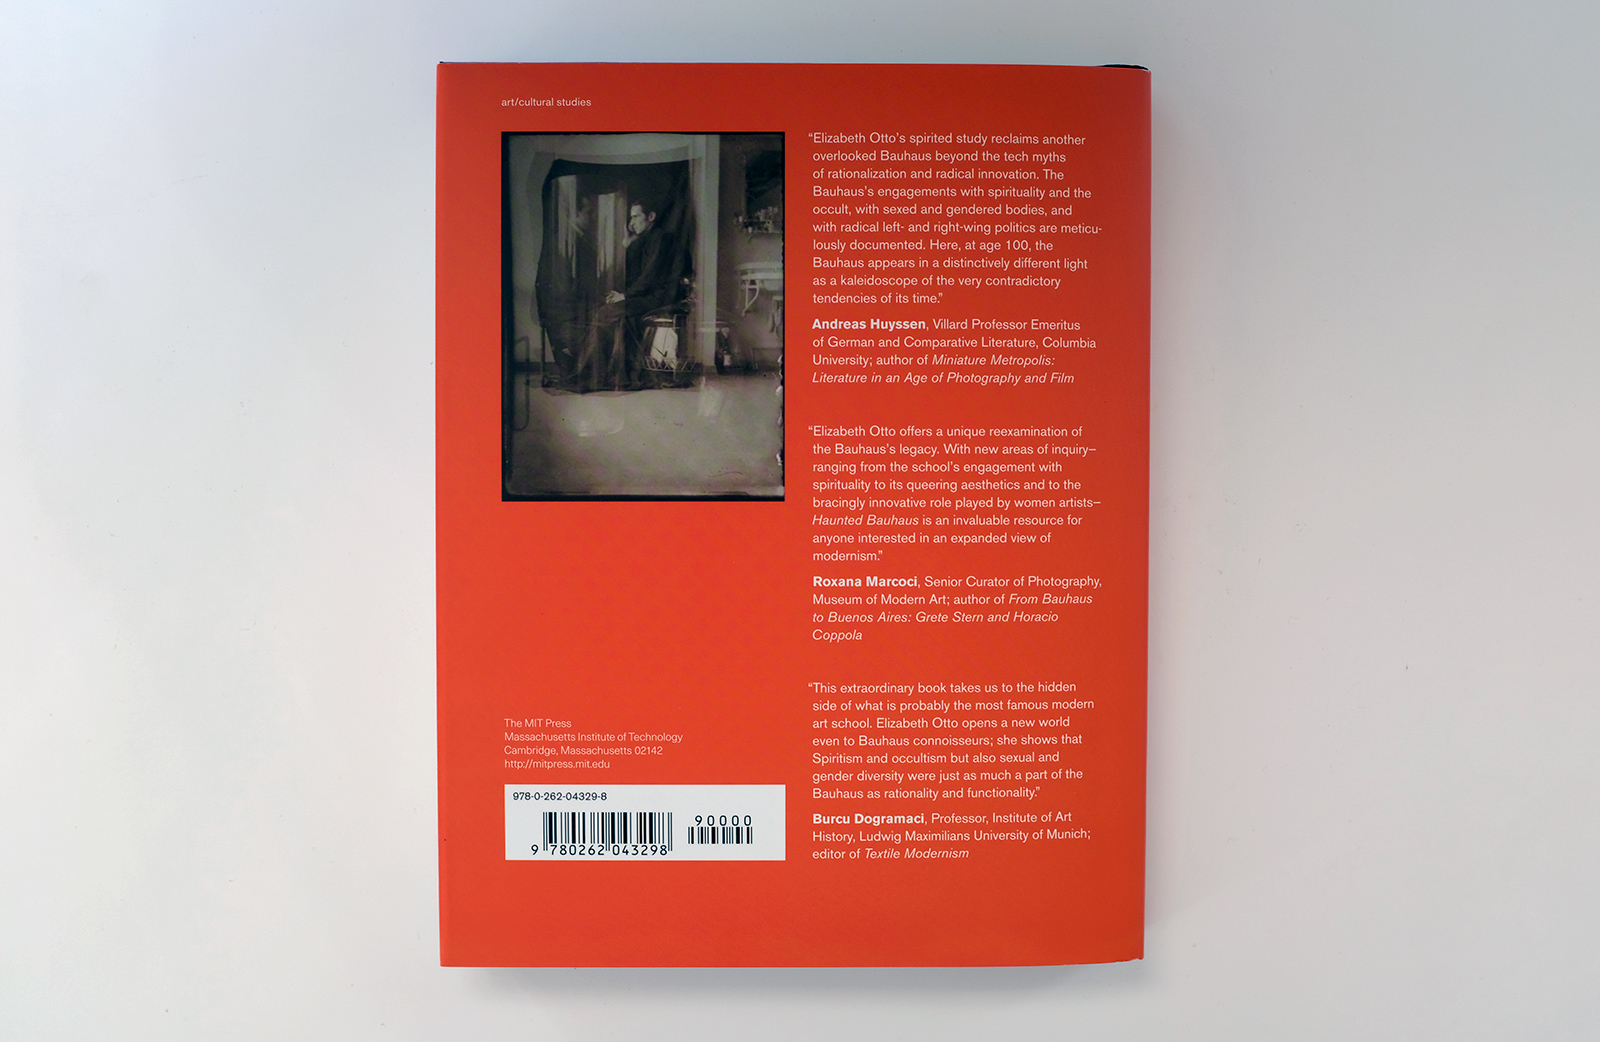 art/cultural studies
“Elizabeth Otto’s spirited study reclaims another
overlooked Bauhaus beyond the tech myths
of rationalization and radical innovation. The
Bauhaus’s engagements with spirituality and the
occult, with sexed and gendered bodies, and
with radical left- and right-wing politics are meticu-
lously documented. Here, at age 100, the
Bauhaus appears in a distinctively different light
as a kaleidoscope of the very contradictory
tendencies of its time.”
Andreas Huyssen, Villard Professor Emeritus
of German and Comparative Literature, Columbia
University; author of Miniature Metropolis:
Literature in an Age of Photography and Film
“Elizabeth Otto offers a unique reexamination of
the Bauhaus’s legacy. With new areas of inquiry–
ranging from the school’s engagement with
spirituality to its queering aesthetics and to the
bracingly innovative role played by women artists–
Haunted Bauhaus is an invaluable resource for
anyone interested in an expanded view of
modernism.”
Roxana Marcoci, Senior Curator of Photography,
Museum of Modern Art; author of From Bauhaus
to Buenos Aires: Grete Stern and Horacio
Coppola
“This extraordinary book takes us to the hidden
side of what is probably the most famous modern
art school. Elizabeth Otto opens a new world
even to Bauhaus connoisseurs; she shows that
Spiritism and occultism but also sexual and
gender diversity were just as much a part of the
Bauhaus as rationality and functionality.”
Burcu Dogramaci, Professor, Institute of Art
History, Ludwig Maximilians University of Munich;
editor of Textile Modernism
The MIT Press
Massachusetts Institute of Technology
Cambridge, Massachusetts 02142
http://mitpress.mit.edu
978-0-262-04329-8
90000
9 780262 043298